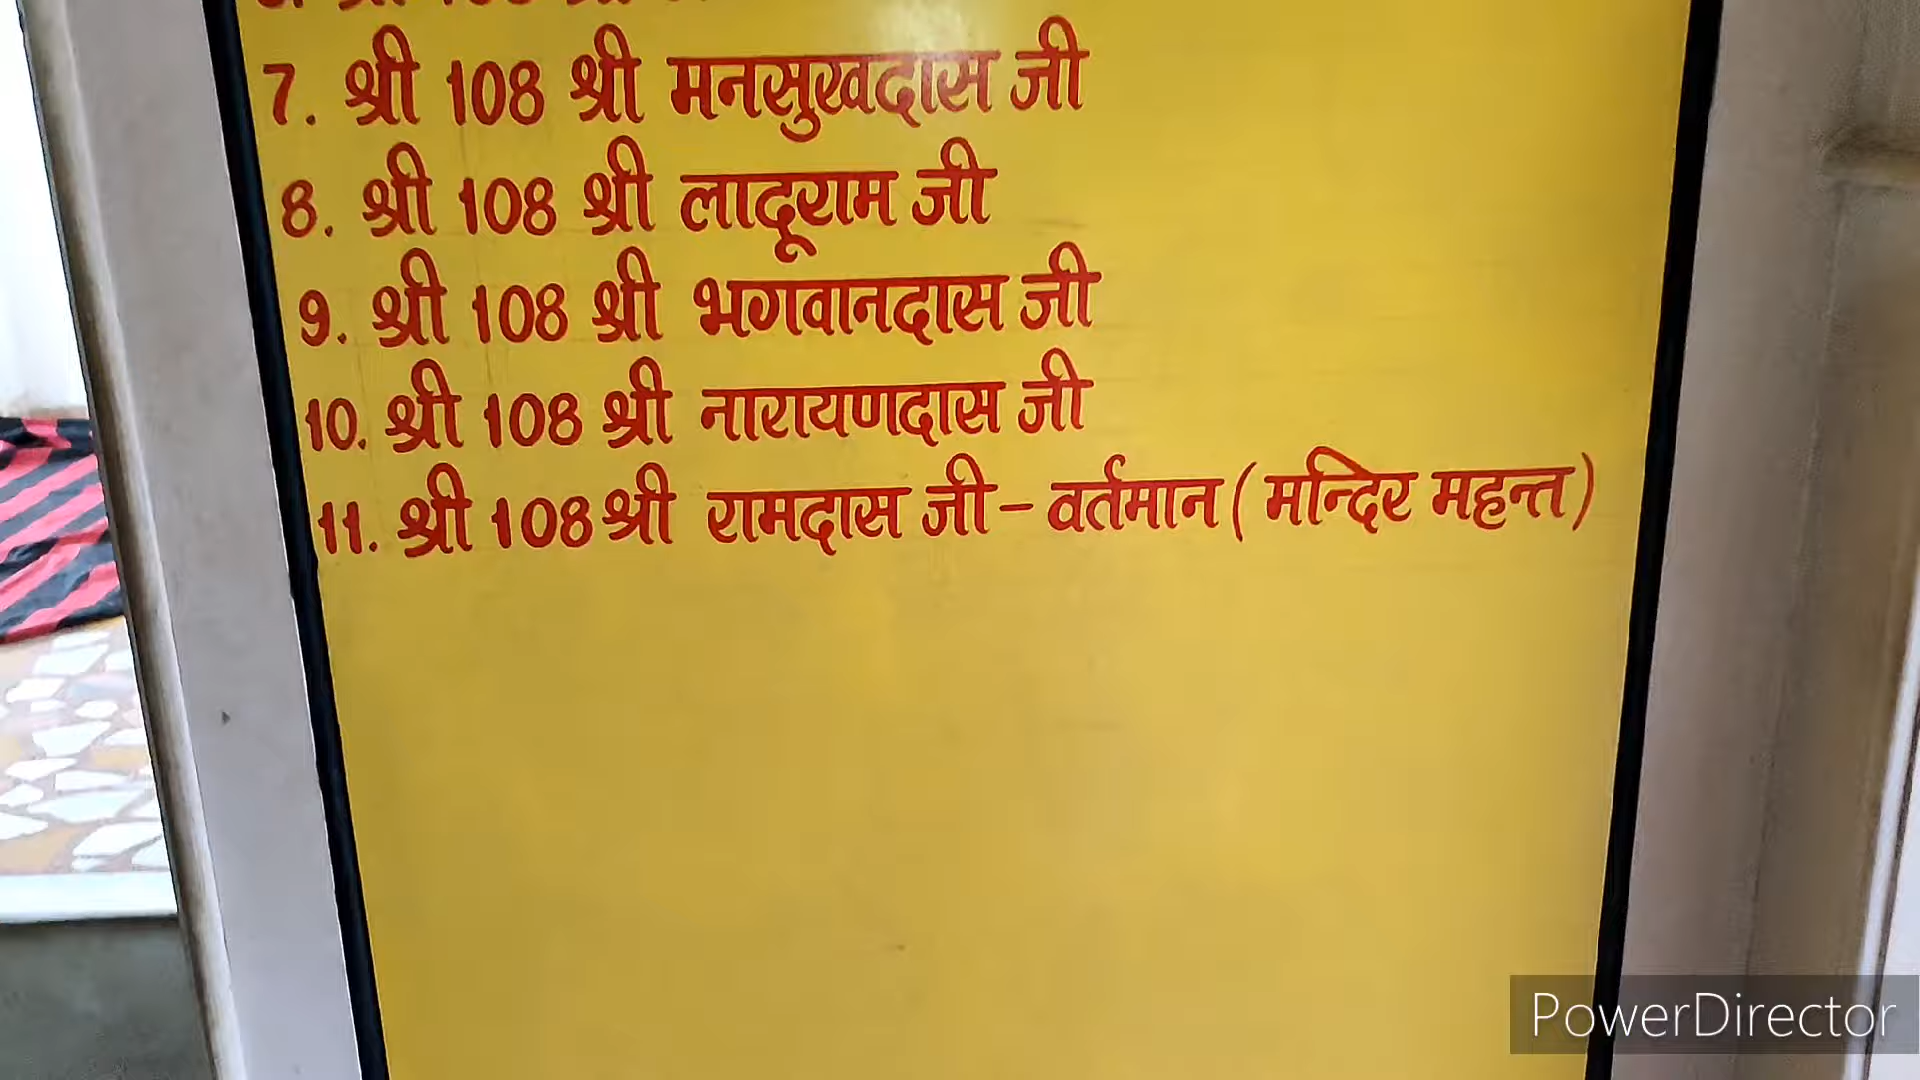 7. श्री 108 श्री मनसुखदास जी
8. श्री 108 श्री लादूराम जी
9. श्री 108 श्री भगवानदास जी
10. श्री 108 श्री नारायणदास जी
11. श्री 108 श्री रामदास जी - वर्तमान ( मन्दिर महन्त )
PowerDirector